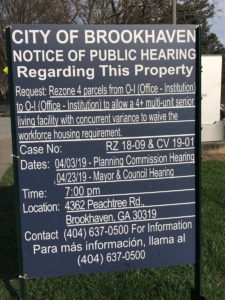 CITY OF BROOKHAVEN
NOTICE OF PUBLIC HEARING
Regarding This Property
Request: Rezone 4 parcels from O-I (Office - Institution)
to O-I (Office - Institution) to allow a 4+ multi-unit senior
living facility with concurrent variance to waive the
workforce housing requirement.
Case No: RZ 18-09 & CV 19-01
Dates: 04/03/19 - Planning Commission Hearing
04/23/19 - Mayor & Council Hearing
Time: 7:00 pm
Location: 4362 Peachtree Rd.,
Brookhaven, GA 30319
Contact (404) 637-0500 For Information
Para más información, llama al
(404) 637-0500